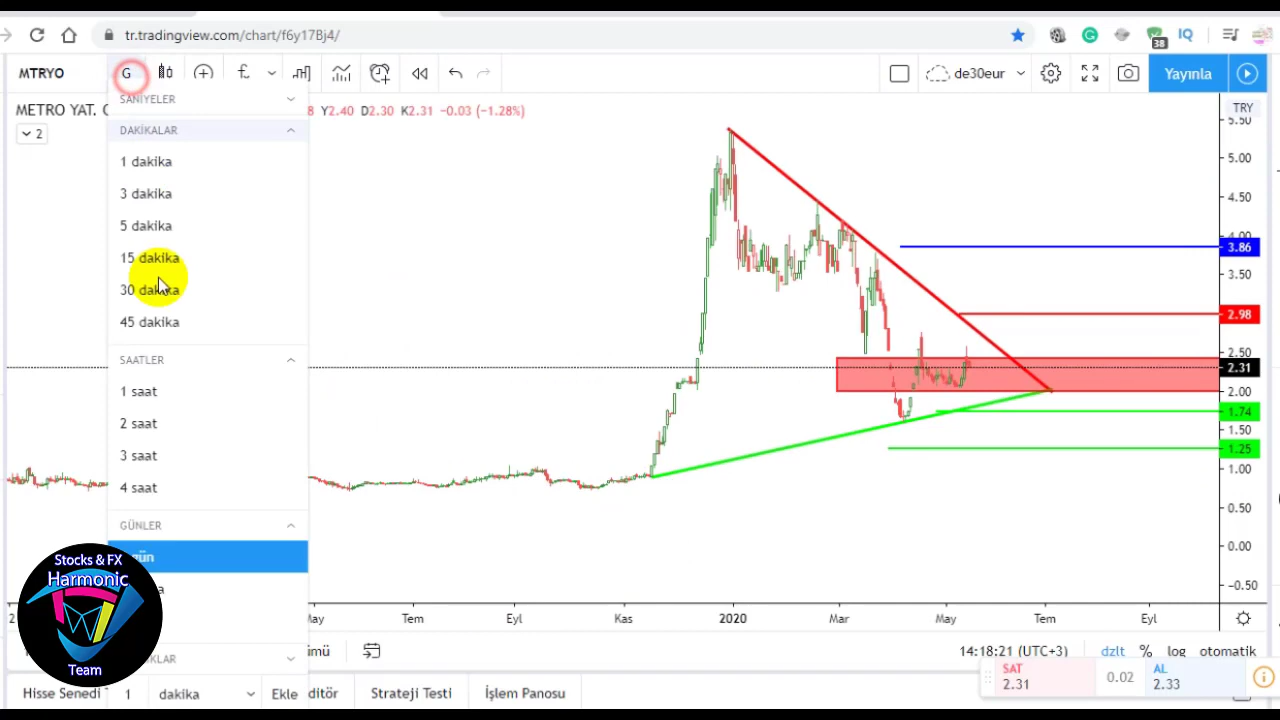 tr.tradingview.com/chart/f6y17Bj4/
38
IQ
MTRYO
G
de30eur
Yayınla
SANİYELER
METRO YAT.
Y2.40 D2.30 K2.31 -0.03 (-1.28%)
2
TRY
DAKİKALAR
1 dakika
3 dakika
5 dakika
15 dakika
30 dakika
45 dakika
SAATLER
1 saat
2 saat
3 saat
4 saat
GÜNLER
gün
5.50
5.00
4.50
4.00
3.86
3.50
2.98
2.50
2.31
2.00
1.74
1.50
1.25
1.00
0.50
0.00
-0.50
May
Tem
Eyl
Kas
2020
Mar
May
Tem
Eyl
Stocks & FX
Harmonic
Team
14:18:21 (UTC+3)
dzlt
%
log
otomatik
Hisse Senedi
1
dakika
Ekle
Strateji Testi
İşlem Panosu
SAT
2.31
0.02
AL
2.33